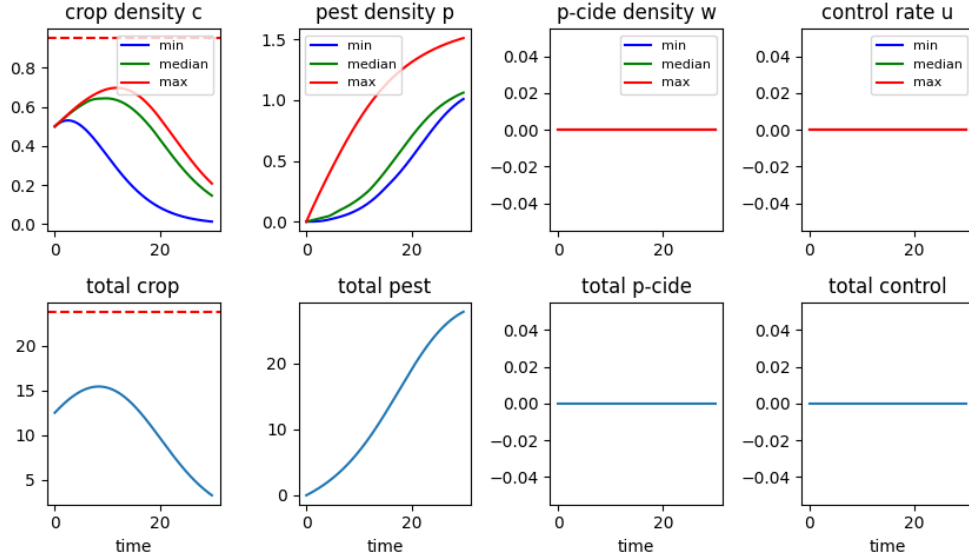 crop density c
pest density p
p-cide density w
control rate u
min
median
max
min
median
max
min
median
max
min
median
max
0.8
0.6
0.4
0.2
0.0
1.5
1.0
0.5
0.0
0.04
0.02
0.00
−0.02
−0.04
0.04
0.02
0.00
−0.02
−0.04
0 20
0 20
0 20
0 20
total crop
total pest
total p-cide
total control
20
15
10
5
20
10
0
0.04
0.02
0.00
−0.02
−0.04
0.04
0.02
0.00
−0.02
−0.04
0 20
0 20
0 20
0 20
time
time
time
time